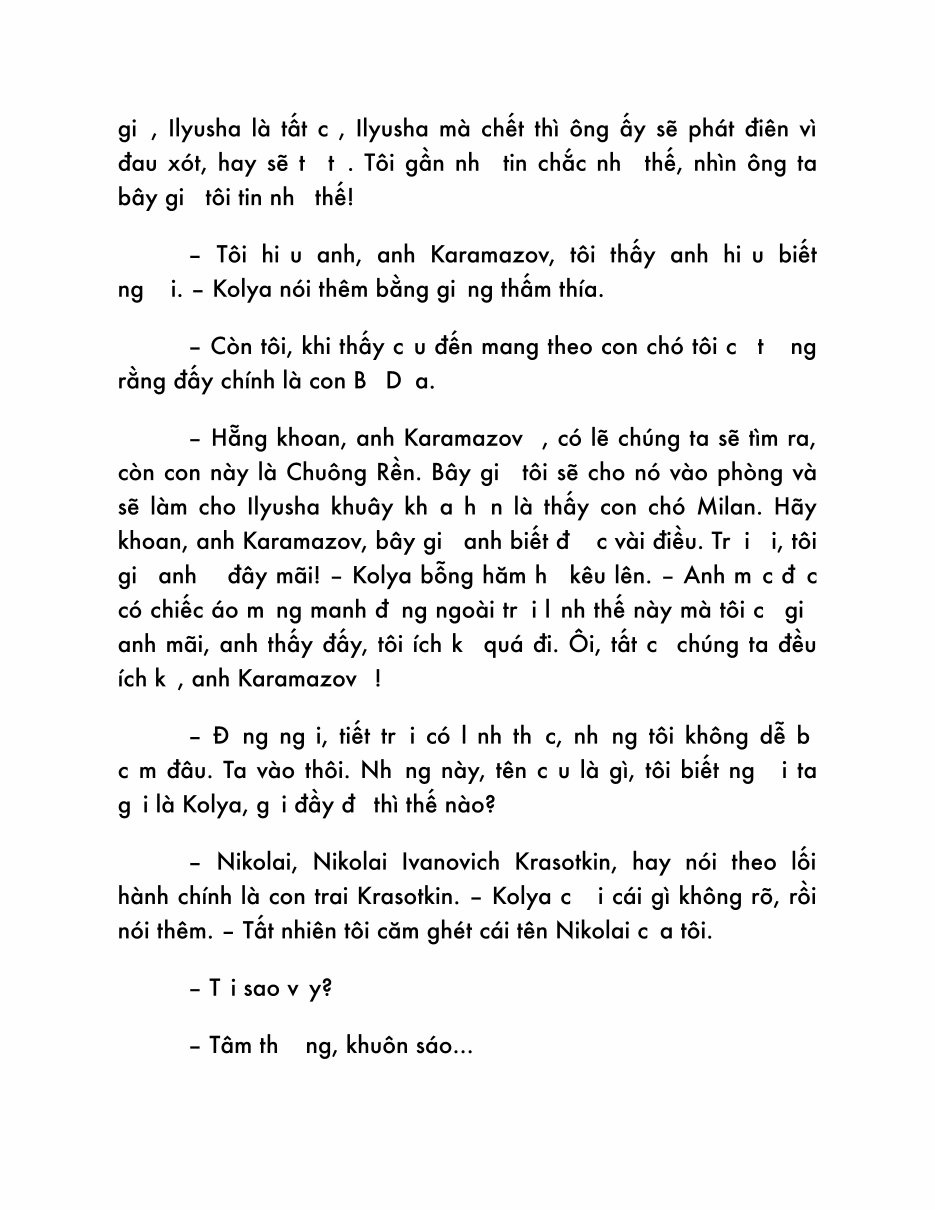 gi , Ilyusha là tất c , Ilyusha mà chết thì ông ấy sẽ phát điên vì
đau xót, hay sẽ t t . Tôi gần nh tin chắc nh thế, nhìn ông ta
bây gi tôi tin nh thế!
– Tôi hi u anh, anh Karamazov, tôi thấy anh hi u biết
ng i. – Kolya nói thêm bằng gi ng thấm thía.
– Còn tôi, khi thấy c u đến mang theo con chó tôi c t ng
rằng đấy chính là con B D a.
– Hẵng khoan, anh Karamazov , có lẽ chúng ta sẽ tìm ra,
còn con này là Chuông Rền. Bây gi tôi sẽ cho nó vào phòng và
sẽ làm cho Ilyusha khuây kh a h n là thấy con chó Milan. Hãy
khoan, anh Karamazov, bây gi anh biết đ c vài điều. Tr i i, tôi
gi anh đây mãi! – Kolya bỗng hăm h kêu lên. – Anh m c đ c
có chiếc áo m ng manh đ ng ngoài tr i l nh thế này mà tôi c gi
anh mãi, anh thấy đấy, tôi ích k quá đi. Ôi, tất c chúng ta đều
ích k , anh Karamazov !
– Đ ng ng i, tiết tr i có l nh th c, nh ng tôi không dễ b
c m đâu. Ta vào thôi. Nh ng này, tên c u là gì, tôi biết ng i ta
g i là Kolya, g i đầy đ thì thế nào?
– Nikolai, Nikolai Ivanovich Krasotkin, hay nói theo lối
hành chính là con trai Krasotkin. – Kolya c i cái gì không rõ, rồi
nói thêm. – Tất nhiên tôi căm ghét cái tên Nikolai c a tôi.
– T i sao v y?
– Tâm th ng, khuôn sáo...